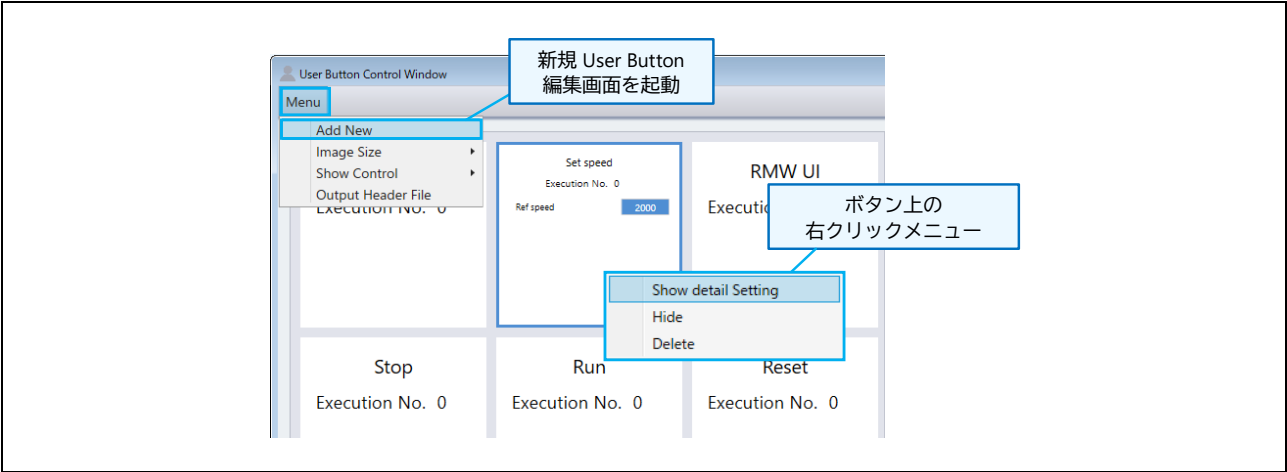 新規 User Button
編集画面を起動
User Button Control Window
Menu
Add New
Image Size
Show Control
Output Header File
Execution No. 0
Set speed
Execution No. 0
Ref speed 2000
RMW UI
Executic
ボタン上の
右クリックメニュー
Show detail Setting
Hide
Delete
Stop
Execution No. 0
Run
Execution No. 0
Reset
Execution No. 0